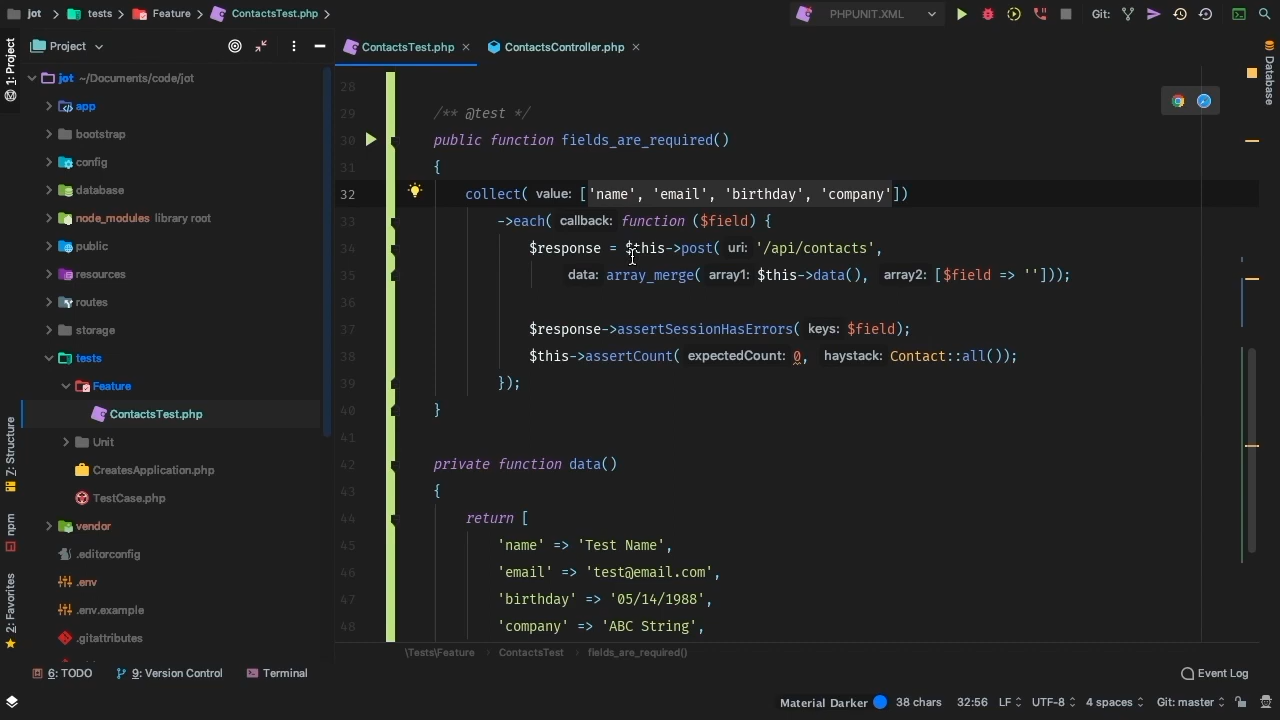 jot
tests
Feature
ContactsTest.php
PHPUNIT.XML
Git:
1: Project
Project
ContactsTest.php
ContactsController.php
Database
jot ~/Documents/code/jot
app
bootstrap
config
database
node_modules library root
public
resources
routes
storage
tests
Feature
ContactsTest.php
Unit
CreatesApplication.php
TestCase.php
vendor
.editorconfig
.env
.env.example
.gitattributes
Z: Structure
npm
2: Favorites
28
29 /** @test */
30 public function fields_are_required()
31 {
32 collect( value: ['name', 'email', 'birthday', 'company'])
33 ->each( callback: function ($field) {
34 $response = $this->post( uri: '/api/contacts',
35 data: array_merge( array1: $this->data(), array2: [$field => '']));
36
37 $response->assertSessionHasErrors( keys: $field);
38 $this->assertCount( expectedCount: 0, haystack: Contact::all());
39 });
40 }
41
42 private function data()
43 {
44 return [
45 'name' => 'Test Name',
46 'email' => 'test@email.com',
47 'birthday' => '05/14/1988',
48 'company' => 'ABC String',
\Tests\Feature
ContactsTest
fields_are_required()
6: TODO
9: Version Control
Terminal
Event Log
Material Darker
38 chars
32:56
LF
UTF-8
4 spaces
Git: master